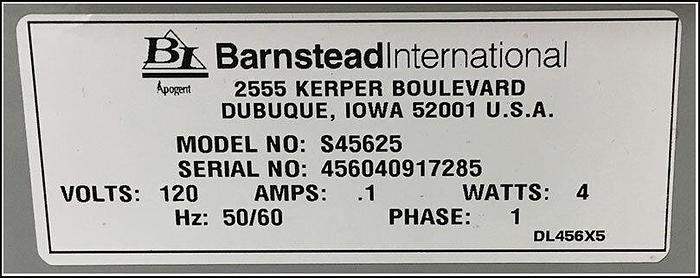 BI BarnsteadInternational
Apogent
2555 KERPER BOULEVARD
DUBUQUE, IOWA 52001 U.S.A.
MODEL NO: S45625
SERIAL NO: 456040917285
VOLTS: 120 AMPS: .1 WATTS: 4
Hz: 50/60 PHASE: 1
DL456X5